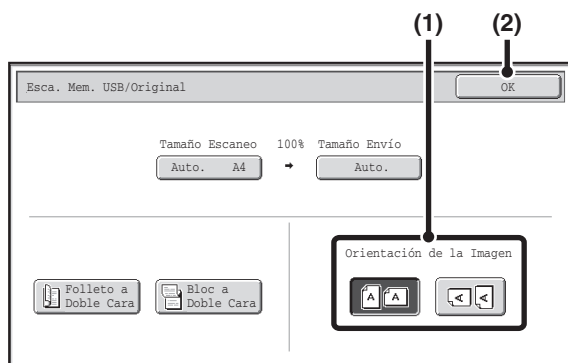 (1) (2)
Esca. Mem. USB/Original OK
Tamaño Escaneo 100% Tamaño Envío
Auto. A4 Auto.
Orientación de la Imagen
Folleto a Doble Cara
Bloc a Doble Cara
A A A A